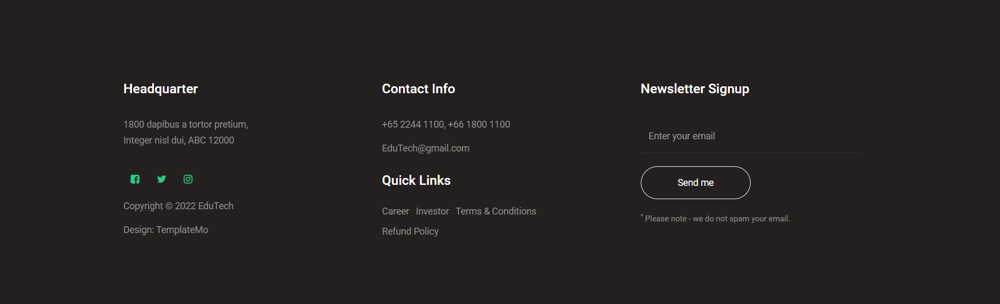 Headquarter
1800 dapibus a tortor pretium,
Integer nisl dui, ABC 12000
Copyright © 2022 EduTech
Design: TemplateMo
Contact Info
+65 2244 1100, +66 1800 1100
EduTech@gmail.com
Quick Links
Career Investor Terms & Conditions
Refund Policy
Newsletter Signup
Enter your email
Send me
* Please note - we do not spam your email.